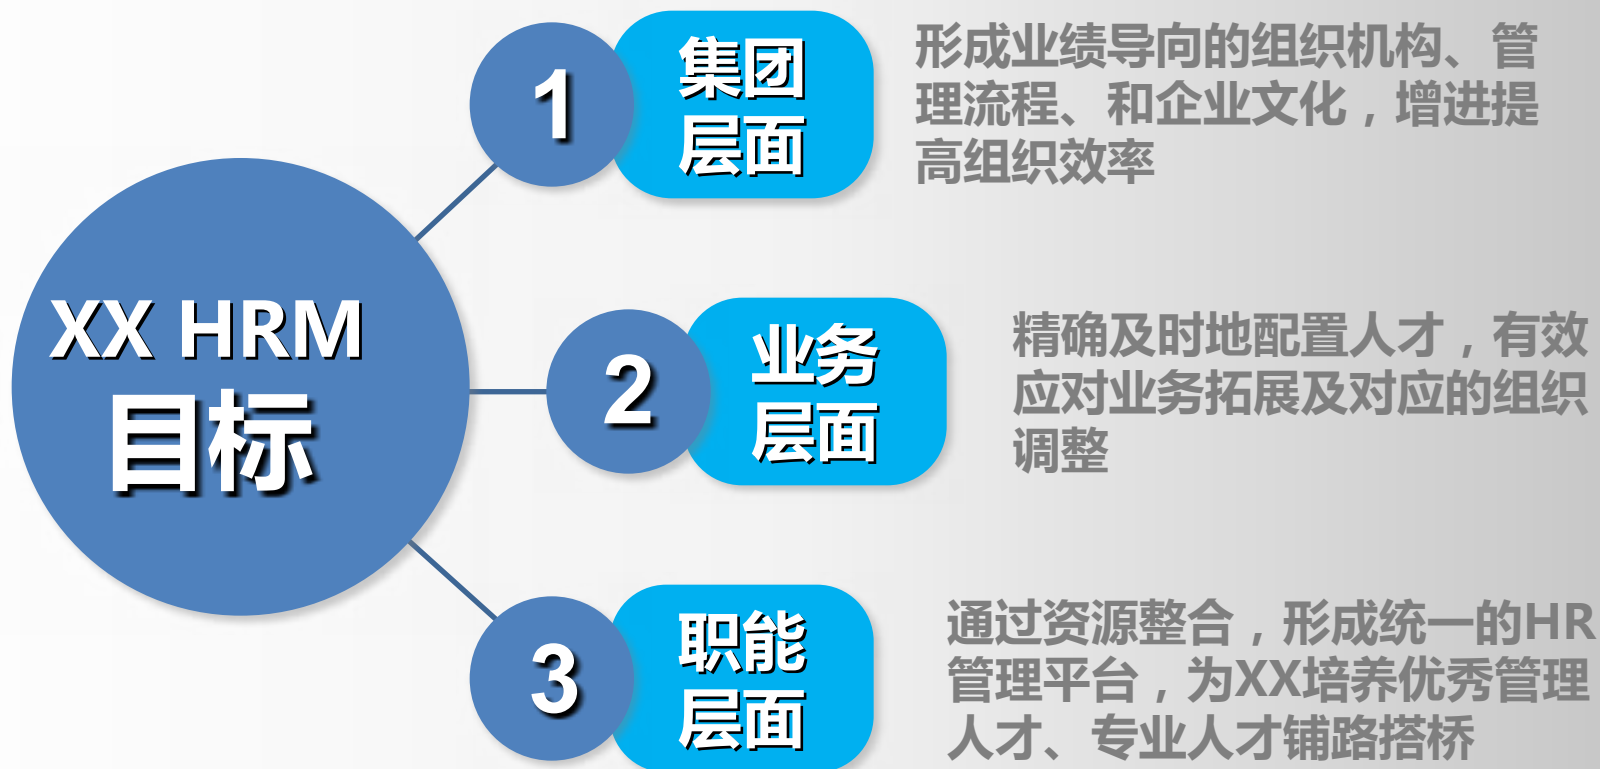 XX HRM
目标
1
集团
层面
形成业绩导向的组织机构、管
理流程、和企业文化，增进提
高组织效率
2
业务
层面
精确及时地配置人才，有效
应对业务拓展及对应的组织
调整
3
职能
层面
通过资源整合，形成统一的HR
管理平台，为XX培养优秀管理
人才、专业人才铺路搭桥